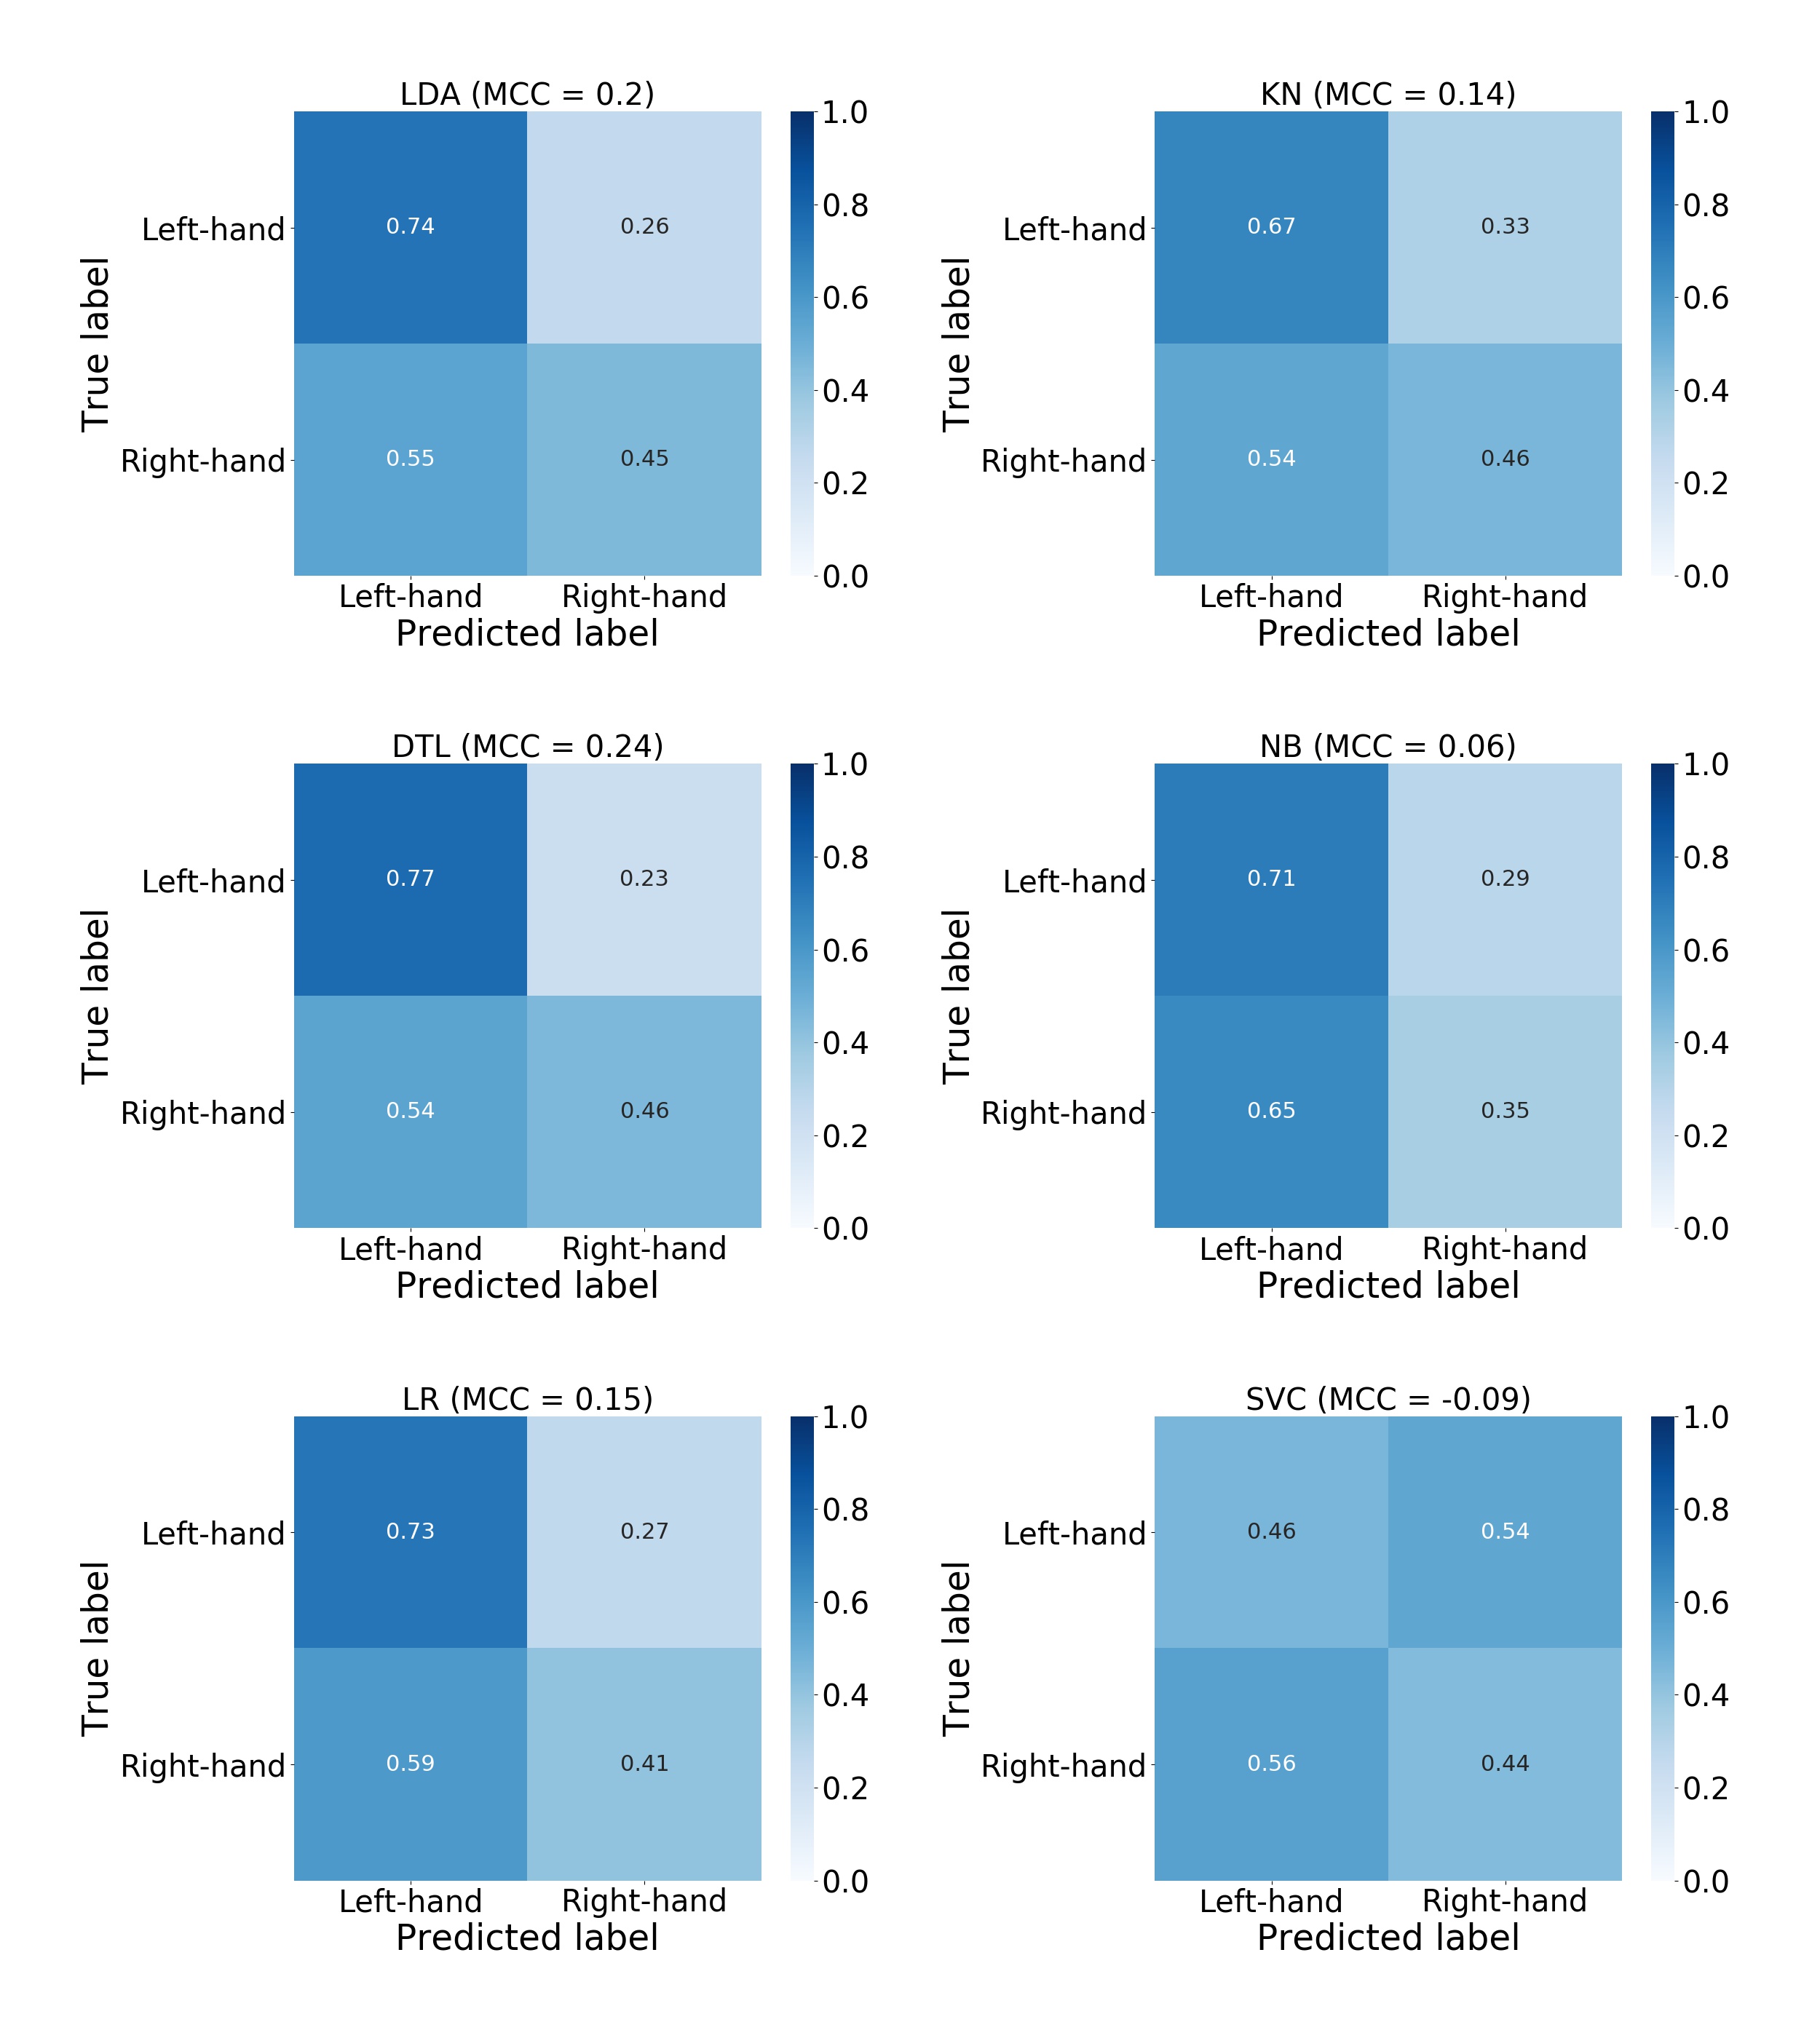 LDA (MCC = 0.2)
1.0
0.8
0.6
0.4
0.2
0.0
True label
Left-hand
0.74 0.26
Right-hand
0.55 0.45
Left-hand Right-hand
Predicted label
KN (MCC = 0.14)
1.0
0.8
0.6
0.4
0.2
0.0
True label
Left-hand
0.67 0.33
Right-hand
0.54 0.46
Left-hand Right-hand
Predicted label
DTL (MCC = 0.24)
1.0
0.8
0.6
0.4
0.2
0.0
True label
Left-hand
0.77 0.23
Right-hand
0.54 0.46
Left-hand Right-hand
Predicted label
NB (MCC = 0.06)
1.0
0.8
0.6
0.4
0.2
0.0
True label
Left-hand
0.71 0.29
Right-hand
0.65 0.35
Left-hand Right-hand
Predicted label
LR (MCC = 0.15)
1.0
0.8
0.6
0.4
0.2
0.0
True label
Left-hand
0.73 0.27
Right-hand
0.59 0.41
Left-hand Right-hand
Predicted label
SVC (MCC = -0.09)
1.0
0.8
0.6
0.4
0.2
0.0
True label
Left-hand
0.46 0.54
Right-hand
0.56 0.44
Left-hand Right-hand
Predicted label